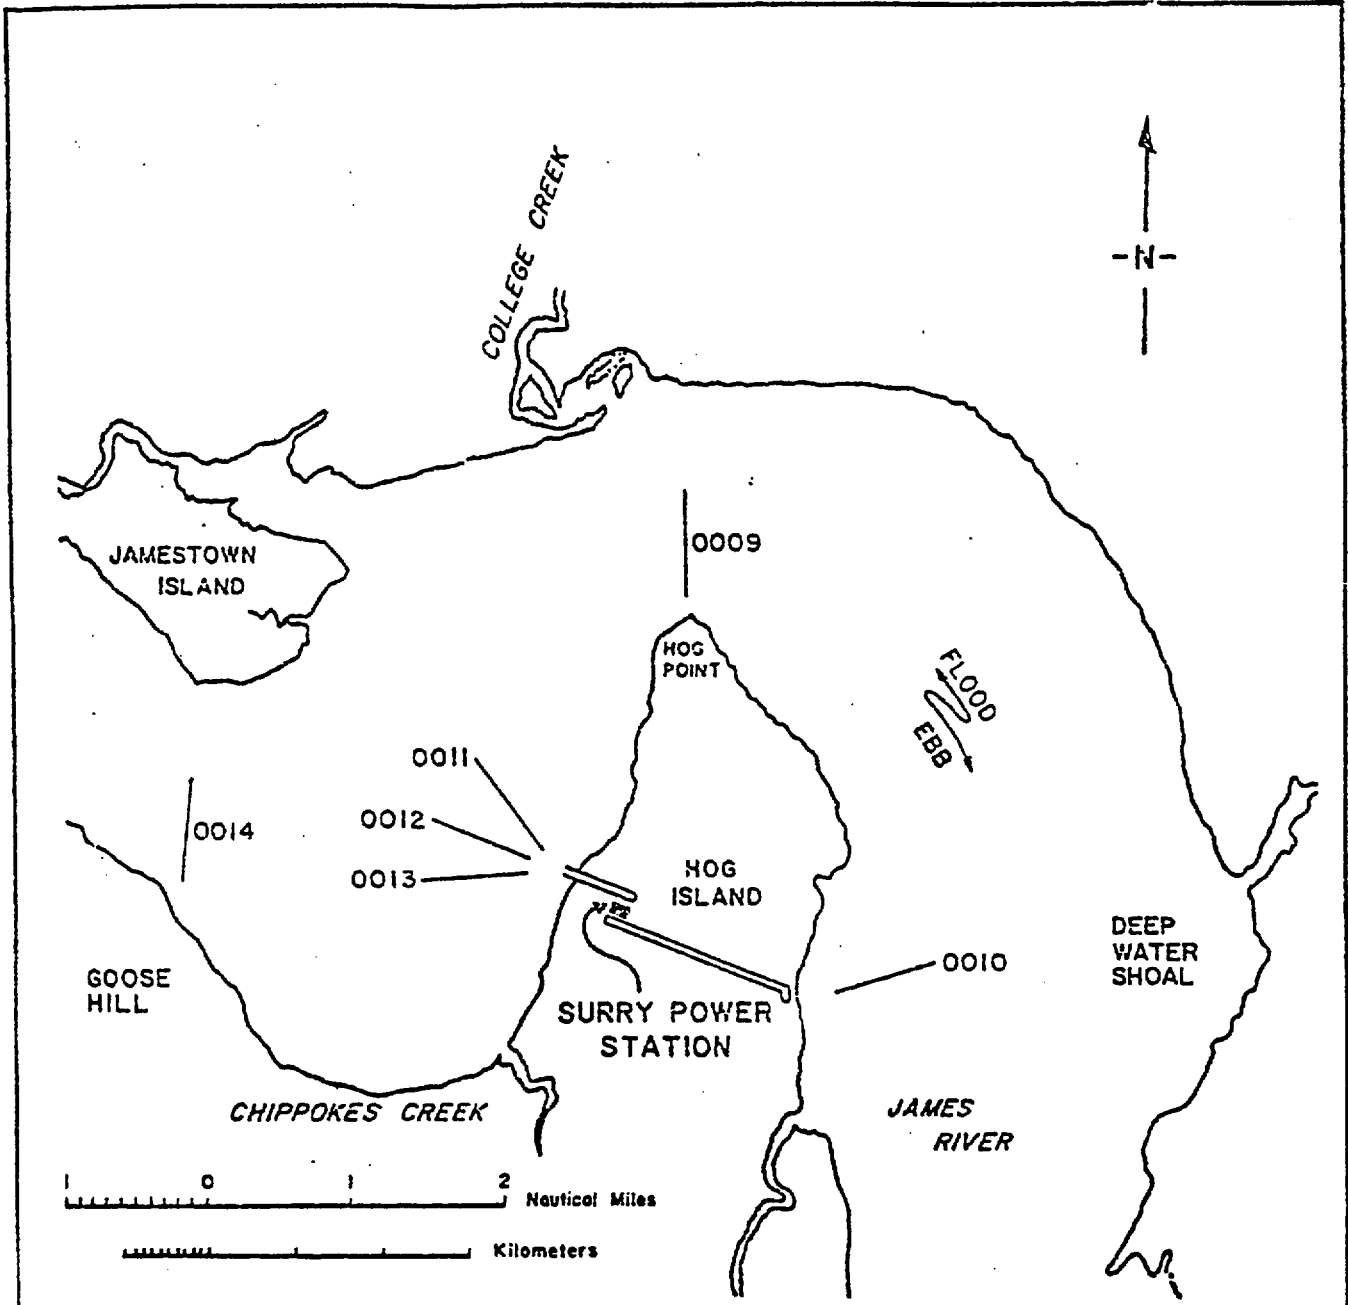 COLLEGE CREEK
-N-
0009
JAMESTOWN
ISLAND
HOG
POINT
FLOOD
EBB
0011
0012
0013
0014
HOG
ISLAND
DEEP
WATER
SHOAL
0010
GOOSE
HILL
SURRY POWER
STATION
CHIPPOKES CREEK
JAMES
RIVER
1 0 1 2
Nautical Miles
Kilometers